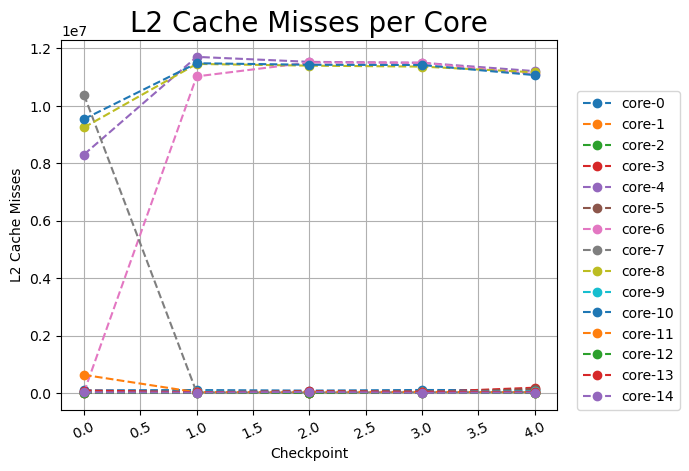 L2 Cache Misses per Core
1e7
1.2
1.0
0.8
0.6
0.4
0.2
0.0
L2 Cache Misses
0.0 0.5 1.0 1.5 2.0 2.5 3.0 3.5 4.0
Checkpoint
core-0
core-1
core-2
core-3
core-4
core-5
core-6
core-7
core-8
core-9
core-10
core-11
core-12
core-13
core-14